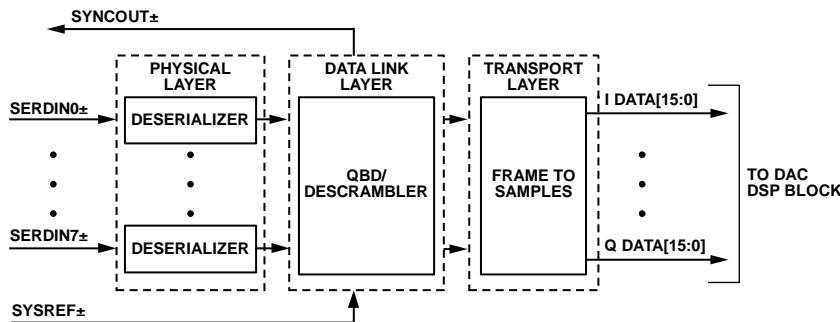 SYNCOUT±
PHYSICAL
LAYER
DATA LINK
LAYER
TRANSPORT
LAYER
SERDIN0±
DESERIALIZER
I DATA[15:0]
QBD/
DESCRAMBLER
FRAME TO
SAMPLES
TO DAC
DSP BLOCK
SERDIN7±
DESERIALIZER
Q DATA[15:0]
SYSREF±